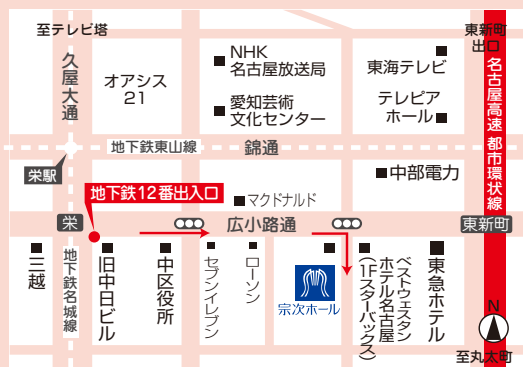 至テレビ塔
久屋大通
オアシス
21
NHK
名古屋放送局
愛知芸術
文化センター
東海テレビ
テレピア
ホール
東新町
出口
名古屋高速 都市環状線
地下鉄東山線
錦通
栄駅
地下鉄12番出入口
マクドナルド
中部電力
栄
広小路通
東新町
地下鉄名城線
三越
旧中日ビル
中区役所
セブンイレブン
ローソン
宗次ホール
ベストウェスタン
ホテル名古屋
(1Fスターバックス)
東急ホテル
N
至丸太町